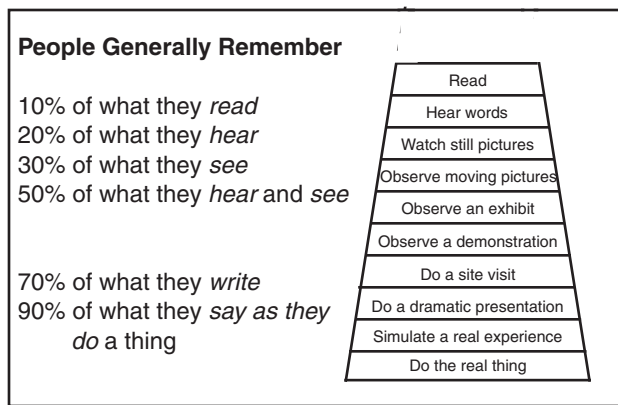 People Generally Remember
10% of what they read
20% of what they hear
30% of what they see
50% of what they hear and see
70% of what they write
90% of what they say as they
do a thing
Read
Hear words
Watch still pictures
Observe moving pictures
Observe an exhibit
Observe a demonstration
Do a site visit
Do a dramatic presentation
Simulate a real experience
Do the real thing